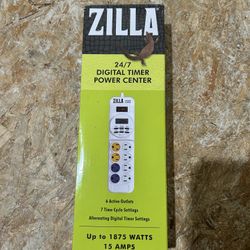 ZILLA
24/7
DIGITAL TIMER
POWER CENTER
ZILLA
6 Active Outlets
7 Time Cycle Settings
Alternating Digital Timer Settings
Up to 1875 WATTS
15 AMPS